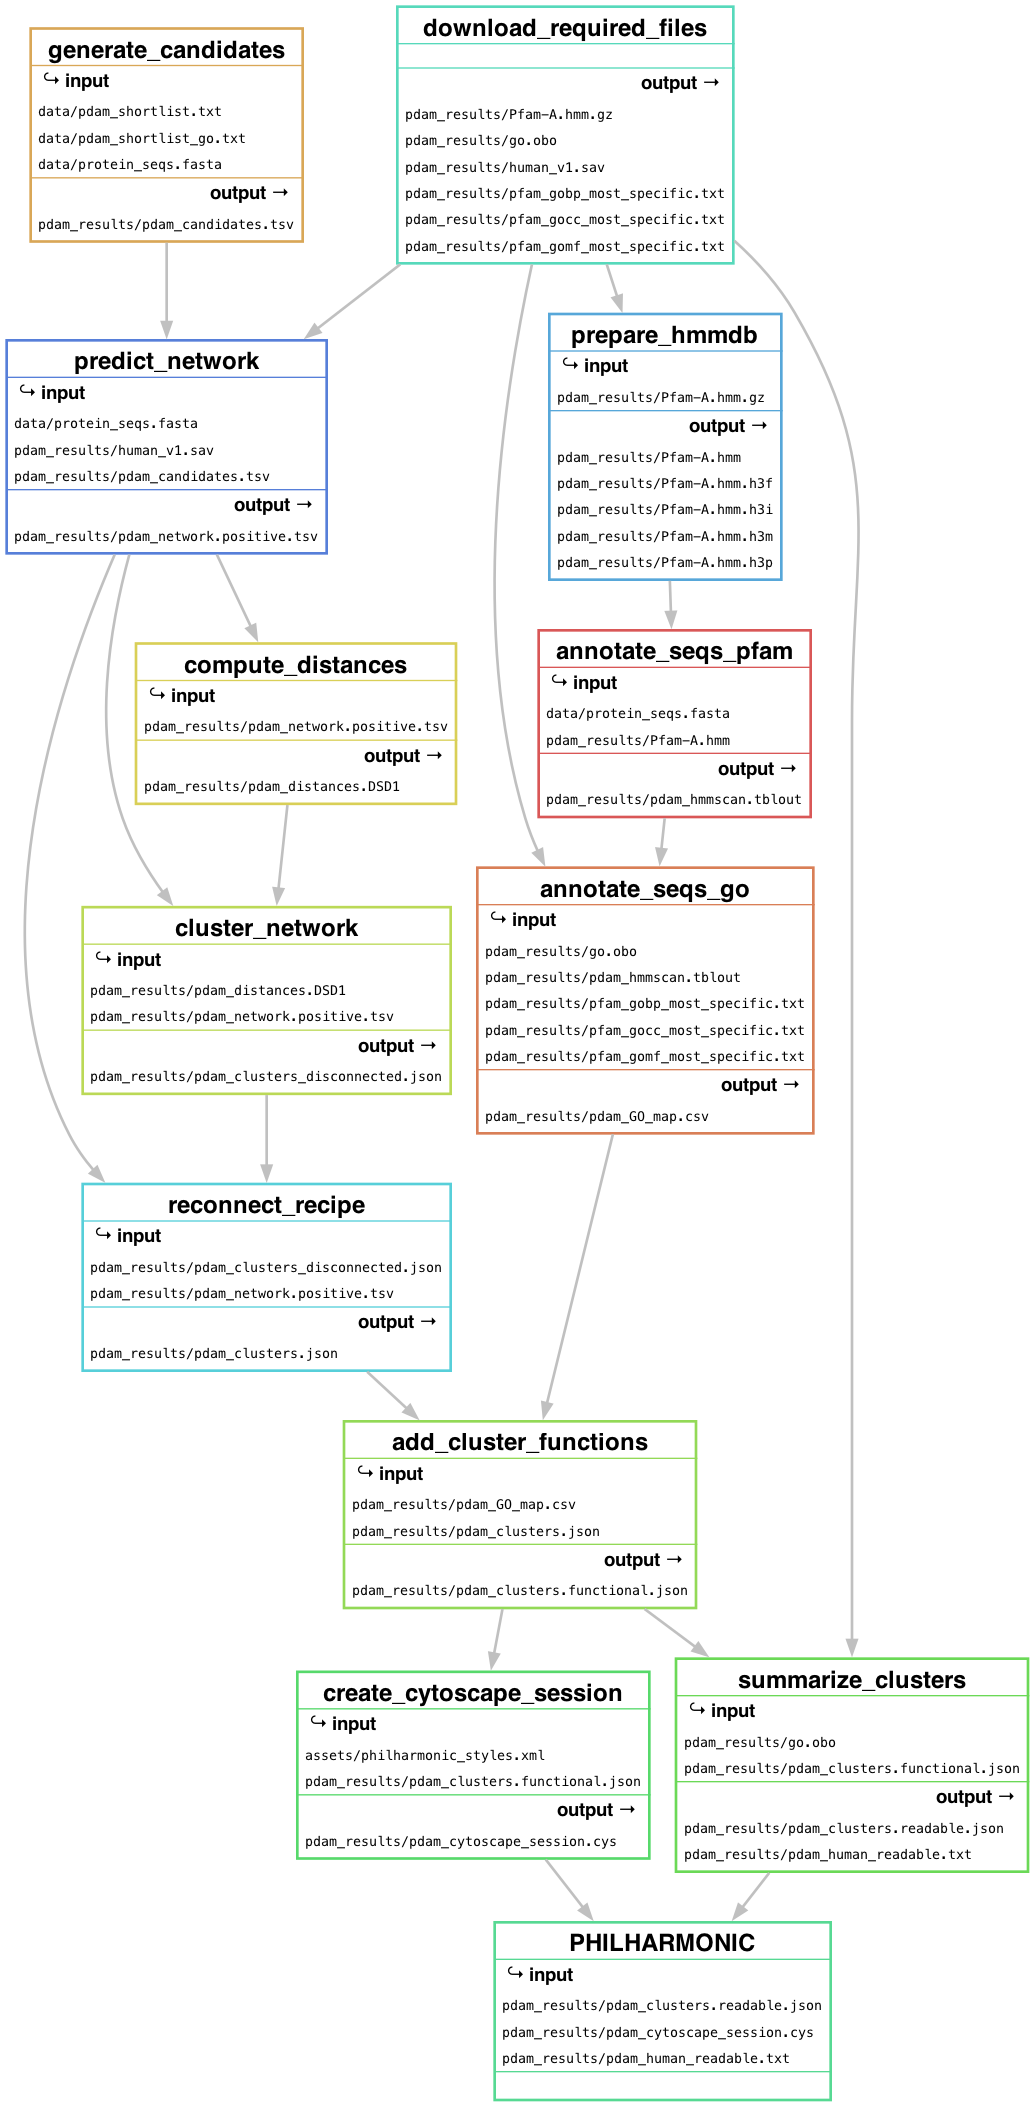 generate_candidates
↪ input
data/pdam_shortlist.txt
data/pdam_shortlist_go.txt
data/protein_seqs.fasta
output →
pdam_results/pdam_candidates.tsv
download_required_files
output →
pdam_results/Pfam-A.hmm.gz
pdam_results/go.obo
pdam_results/human_v1.sav
pdam_results/pfam_gobp_most_specific.txt
pdam_results/pfam_gocc_most_specific.txt
pdam_results/pfam_gomf_most_specific.txt
predict_network
↪ input
data/protein_seqs.fasta
pdam_results/human_v1.sav
pdam_results/pdam_candidates.tsv
output →
pdam_results/pdam_network.positive.tsv
prepare_hmmdb
↪ input
pdam_results/Pfam-A.hmm.gz
output →
pdam_results/Pfam-A.hmm
pdam_results/Pfam-A.hmm.h3f
pdam_results/Pfam-A.hmm.h3i
pdam_results/Pfam-A.hmm.h3m
pdam_results/Pfam-A.hmm.h3p
compute_distances
↪ input
pdam_results/pdam_network.positive.tsv
output →
pdam_results/pdam_distances.DSD1
annotate_seqs_pfam
↪ input
data/protein_seqs.fasta
pdam_results/Pfam-A.hmm
output →
pdam_results/pdam_hmmscan.tblout
cluster_network
↪ input
pdam_results/pdam_distances.DSD1
pdam_results/pdam_network.positive.tsv
output →
pdam_results/pdam_clusters_disconnected.json
annotate_seqs_go
↪ input
pdam_results/go.obo
pdam_results/pdam_hmmscan.tblout
pdam_results/pfam_gobp_most_specific.txt
pdam_results/pfam_gocc_most_specific.txt
pdam_results/pfam_gomf_most_specific.txt
output →
pdam_results/pdam_GO_map.csv
reconnect_recipe
↪ input
pdam_results/pdam_clusters_disconnected.json
pdam_results/pdam_network.positive.tsv
output →
pdam_results/pdam_clusters.json
add_cluster_functions
↪ input
pdam_results/pdam_GO_map.csv
pdam_results/pdam_clusters.json
output →
pdam_results/pdam_clusters.functional.json
create_cytoscape_session
↪ input
assets/philharmonic_styles.xml
pdam_results/pdam_clusters.functional.json
output →
pdam_results/pdam_cytoscape_session.cys
summarize_clusters
↪ input
pdam_results/go.obo
pdam_results/pdam_clusters.functional.json
output →
pdam_results/pdam_clusters.readable.json
pdam_results/pdam_human_readable.txt
PHILHARMONIC
↪ input
pdam_results/pdam_clusters.readable.json
pdam_results/pdam_cytoscape_session.cys
pdam_results/pdam_human_readable.txt